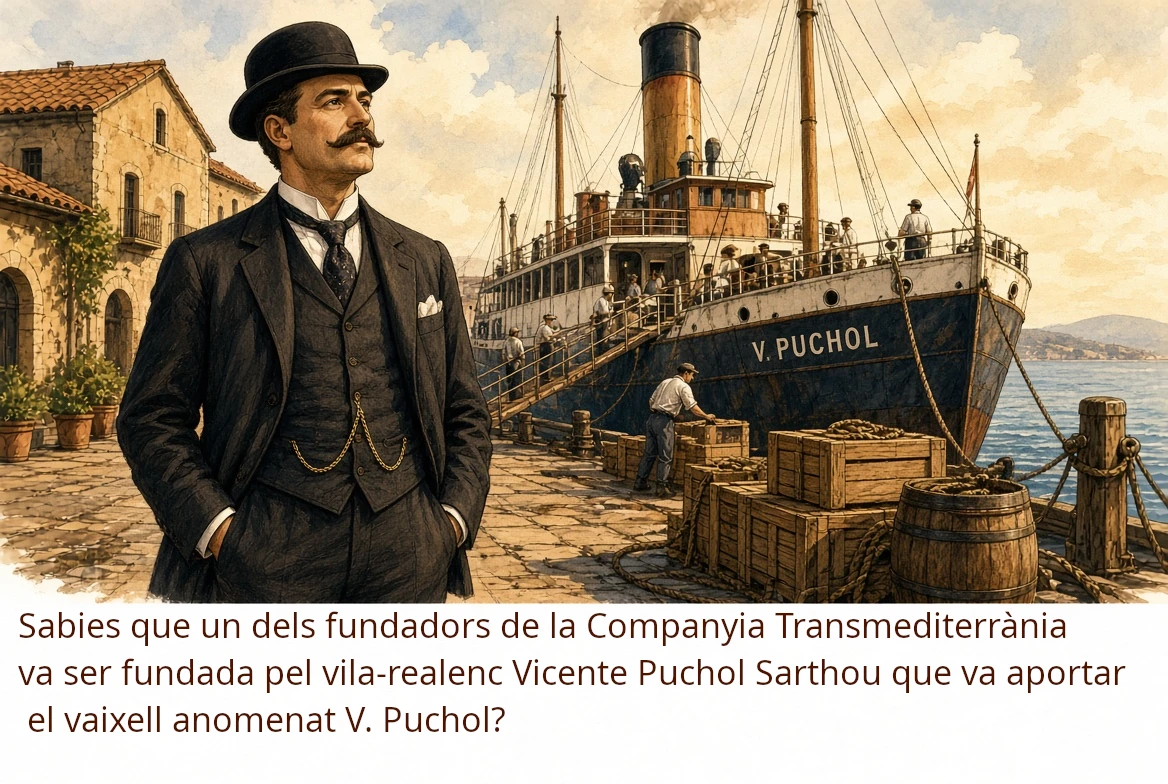 V. PUCHOL
Sabies que un dels fundadors de la Companyia Transmediterrània
va ser fundada pel vila-realenc Vicente Puchol Sarthou que va aportar
el vaixell anomenat V. Puchol?